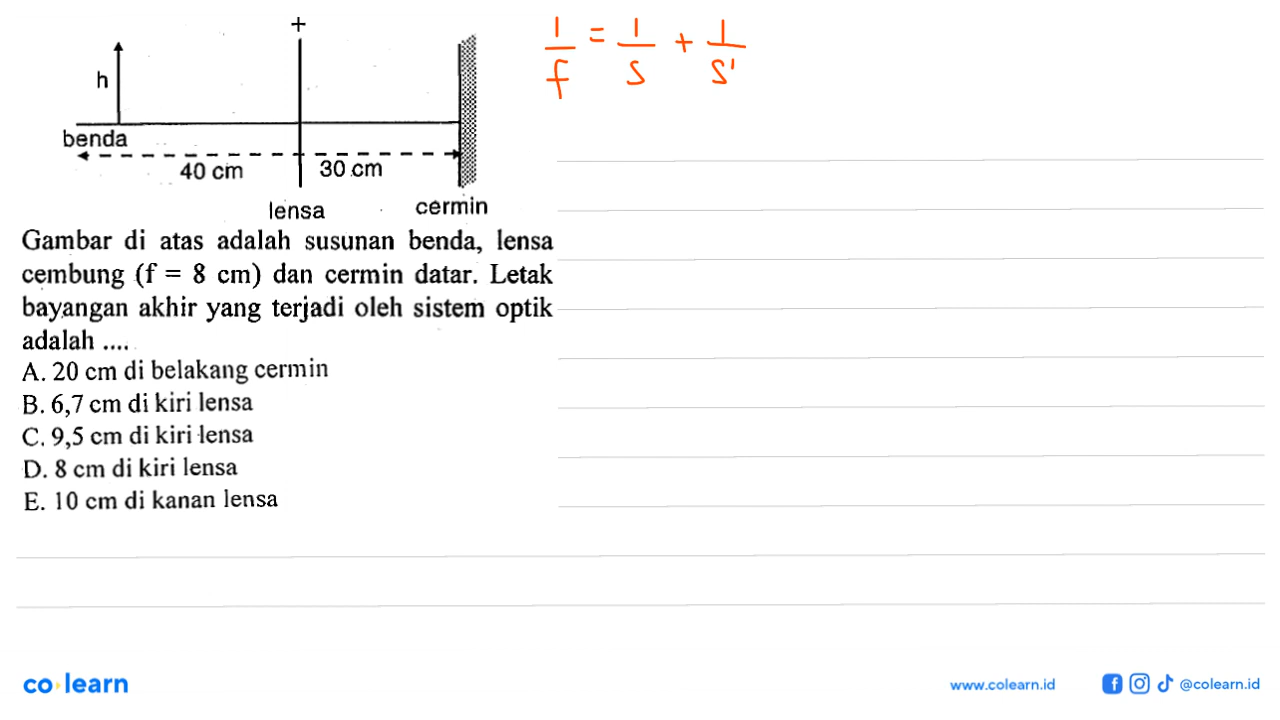 +
h
benda
40 cm
30 cm
lensa
cermin
1/f = 1/s + 1/s'
Gambar di atas adalah susunan benda, lensa
cembung (f = 8 cm) dan cermin datar. Letak
bayangan akhir yang terjadi oleh sistem optik
adalah ....
A. 20 cm di belakang cermin
B. 6,7 cm di kiri lensa
C. 9,5 cm di kiri lensa
D. 8 cm di kiri lensa
E. 10 cm di kanan lensa
co learn
www.colearn.id
@colearn.id